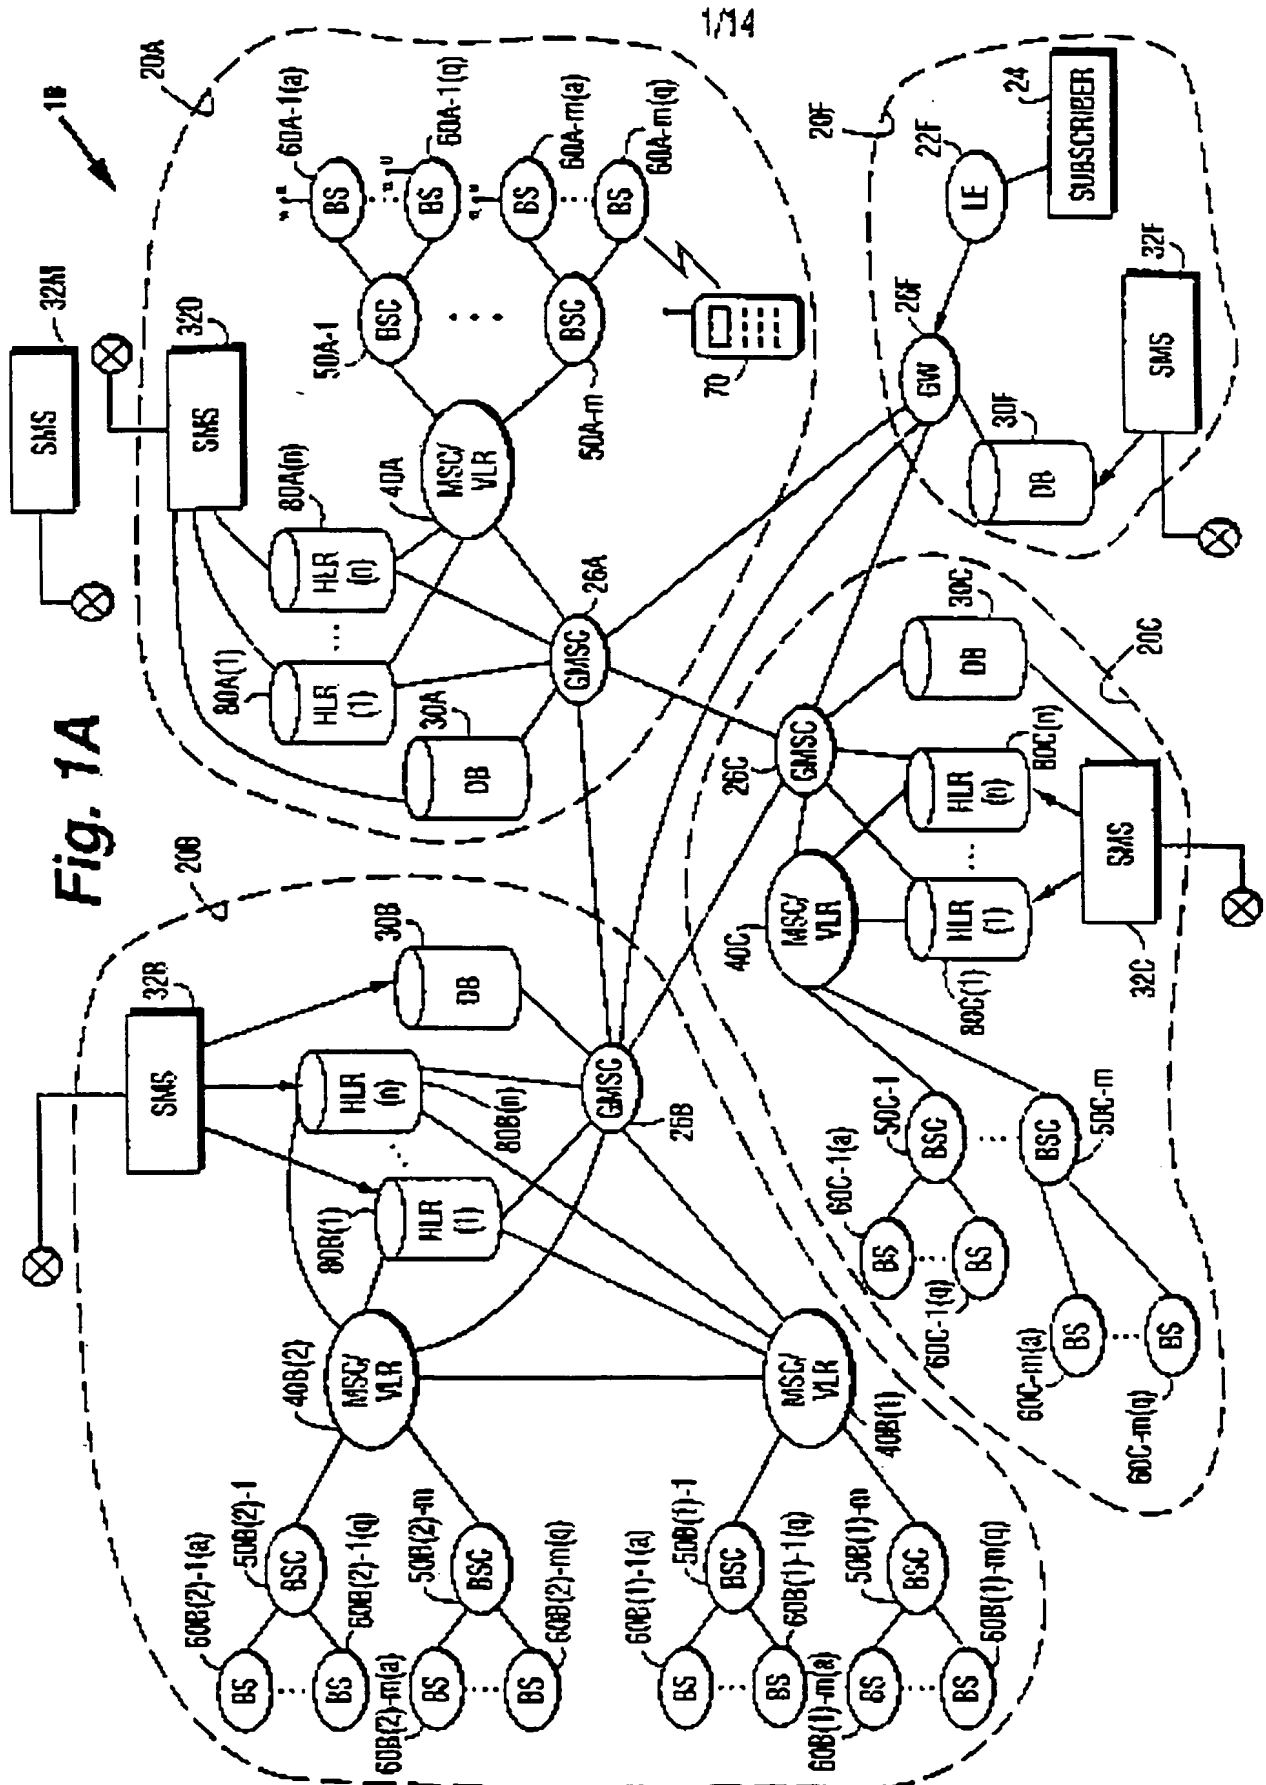 1/14
Fig. 1A
18
20A
SMS
32M
SMS
32D
HLR
(n)
80A(n)
HLR
(1)
80A(1)
DB
30A
GMSC
26A
MSC/
VLR
40A
BSC
50A-1
BSC
50A-m
BS
60A-1(a)
BS
60A-1(q)
BS
60A-m(a)
BS
60A-m(q)
70
20F
LE
22F
SUBSCRIBER
24
GW
26F
DB
30F
SMS
32F
20B
SMS
DB
30B
HLR
(n)
80B(n)
HLR
(1)
80B(1)
GMSC
26B
MSC/
VLR
40B(2)
MSC/
VLR
40B(1)
BSC
50B(2)-1
BSC
50B(2)-m
BS
60B(2)-1(a)
BS
60B(2)-1(q)
BS
60B(2)-m(a)
BS
60B(2)-m(q)
BSC
50B(1)-1
BSC
50B(1)-m
BS
60B(1)-1(a)
BS
60B(1)-1(q)
BS
60B(1)-m(a)
BS
60B(1)-m(q)
20C
GMSC
26C
DB
30C
HLR
(n)
80C(n)
HLR
(1)
80C(1)
SMS
32C
MSC/
VLR
40C
BSC
50C-1
BSC
50C-m
BS
60C-1(a)
BS
60C-1(q)
BS
60C-m(a)
BS
60C-m(q)